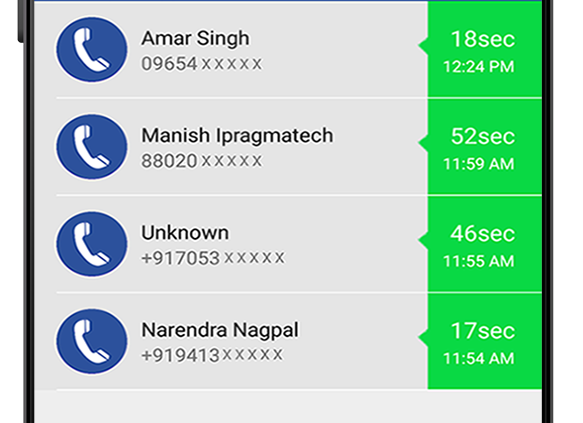 Amar Singh
09654xxxxx
18sec
12:24 PM
Manish Ipragmatech
88020xxxxx
52sec
11:59 AM
Unknown
+917053xxxxx
46sec
11:55 AM
Narendra Nagpal
+919413xxxxx
17sec
11:54 AM